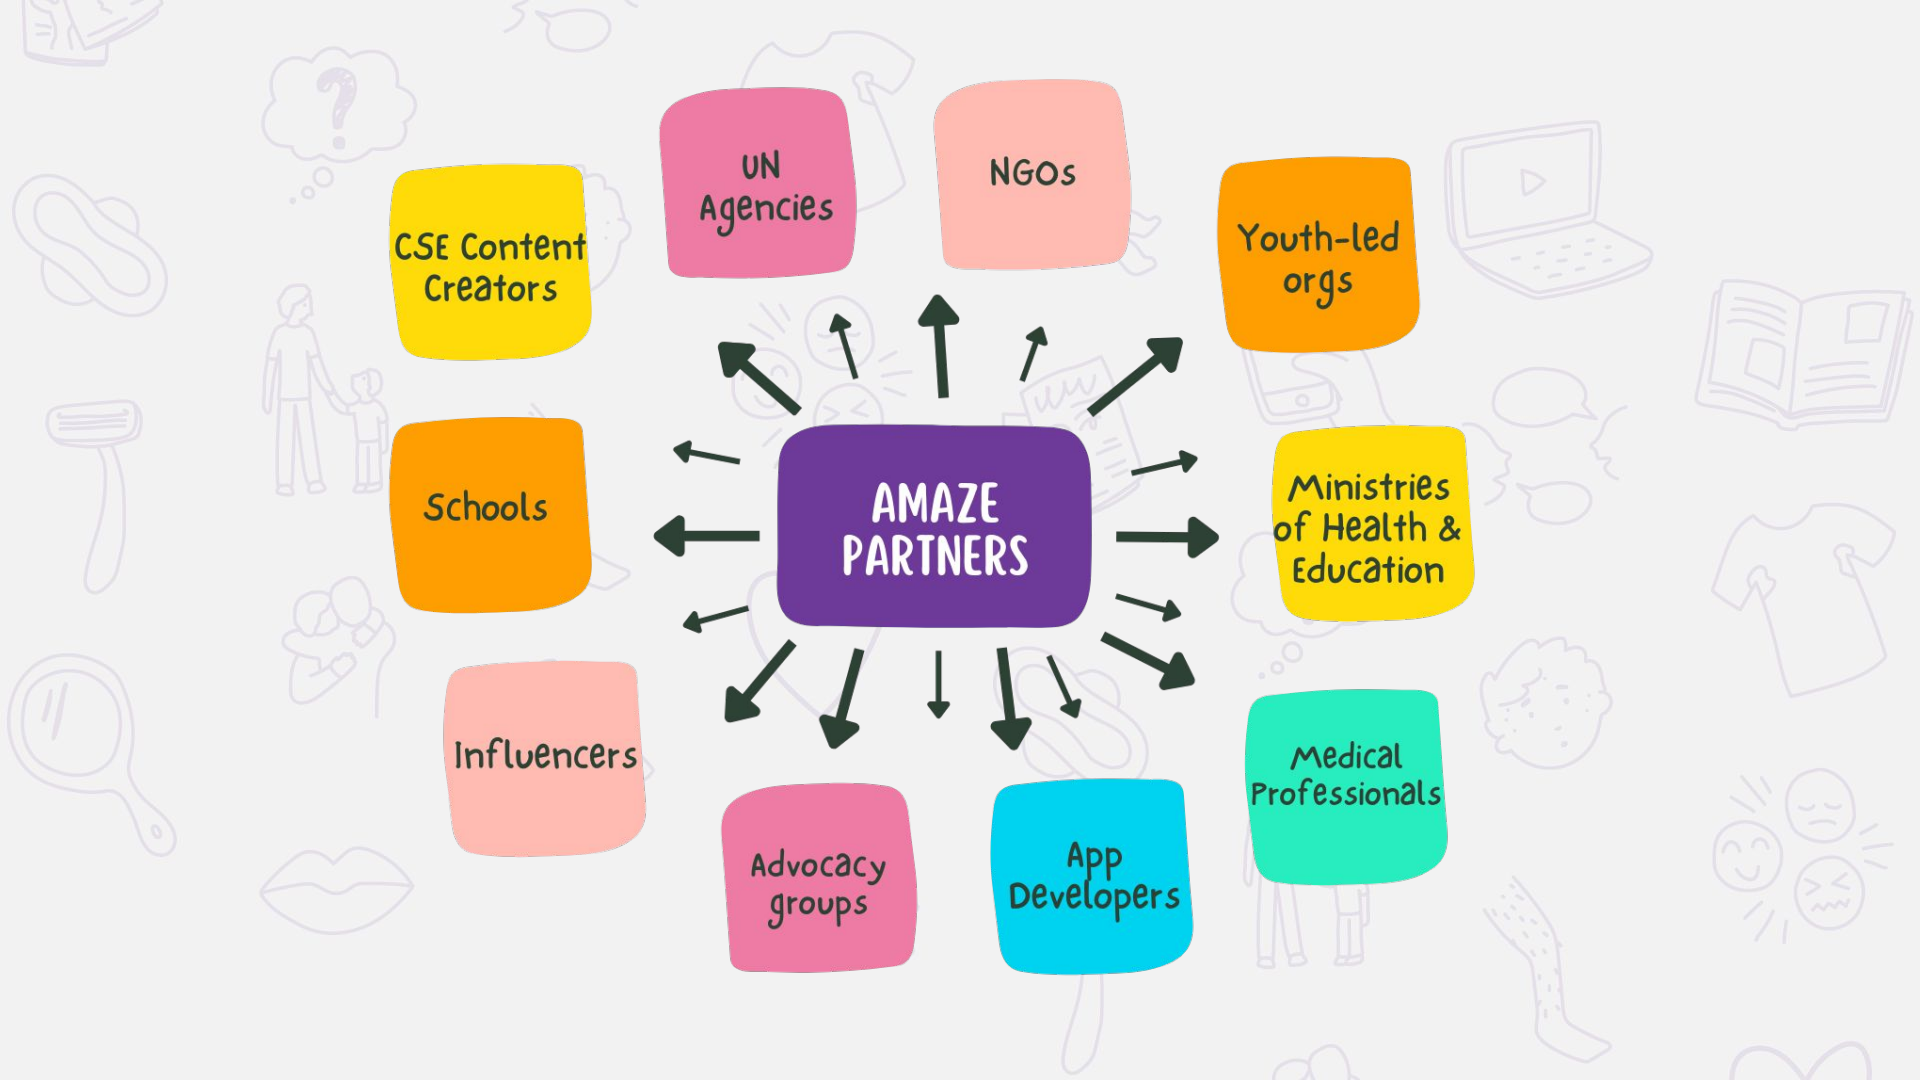 UN
Agencies
NGOs
CSE Content
Creators
Youth-led
orgs
Schools
AMAZE
PARTNERS
Ministries
of Health &
Education
Influencers
Medical
Professionals
Advocacy
groups
App
Developers
?